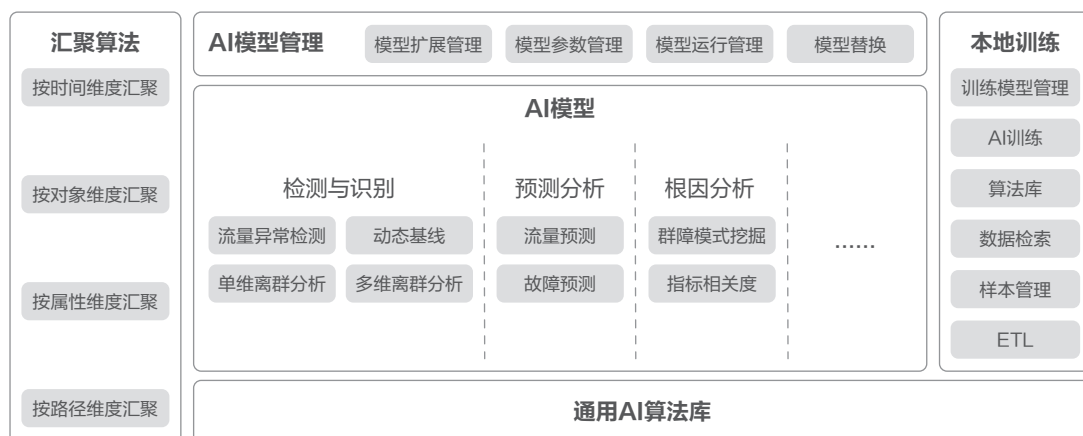 汇聚算法
按时间维度汇聚
按对象维度汇聚
按属性维度汇聚
按路径维度汇聚
AI模型管理
模型扩展管理
模型参数管理
模型运行管理
模型替换
AI模型
检测与识别
流量异常检测
动态基线
单维离群分析
多维离群分析
预测分析
流量预测
故障预测
根因分析
群障模式挖掘
指标相关度
......
通用AI算法库
本地训练
训练模型管理
AI训练
算法库
数据检索
样本管理
ETL